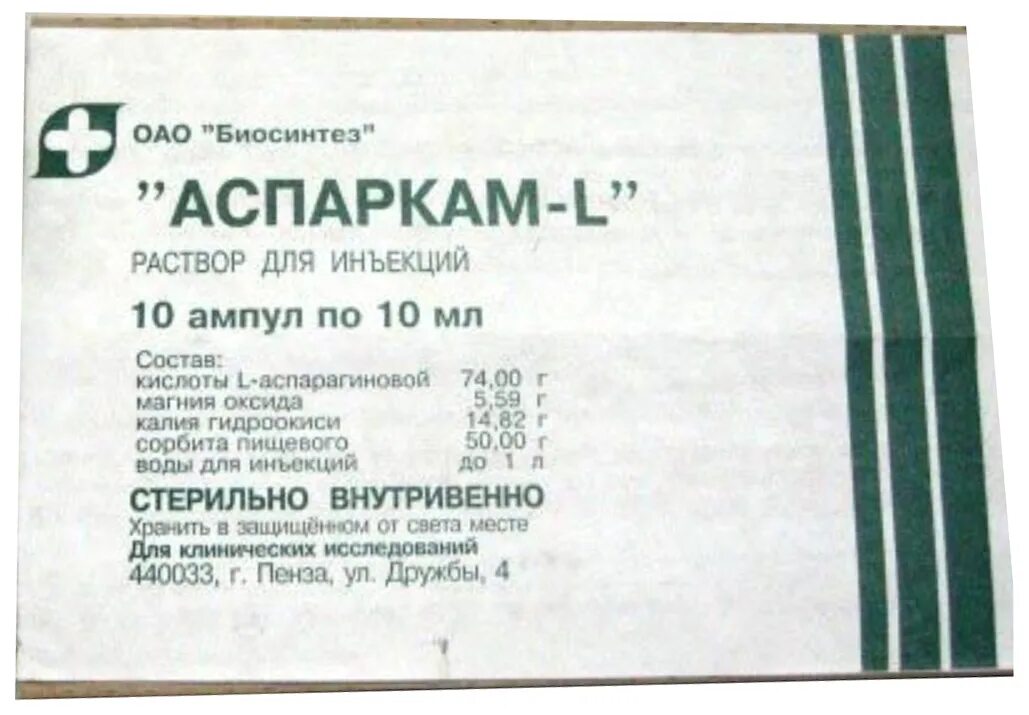 ОАО "Биосинтез"
"АСПАРКАМ-L"
РАСТВОР ДЛЯ ИНЪЕКЦИЙ
10 ампул по 10 мл
Состав:
кислоты L-аспарагиновой 74,00 г
магния оксида 5,59 г
калия гидроокиси 14,82 г
сорбита пищевого 50,00 г
воды для инъекций до 1 л
СТЕРИЛЬНО ВНУТРИВЕННО
Хранить в защищённом от света месте
Для клинических исследований
440033, г. Пенза, ул. Дружбы, 4